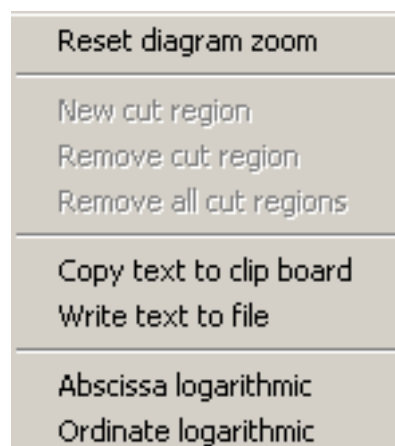 Reset diagram zoom
New cut region
Remove cut region
Remove all cut regions
Copy text to clip board
Write text to file
Abscissa logarithmic
Ordinate logarithmic